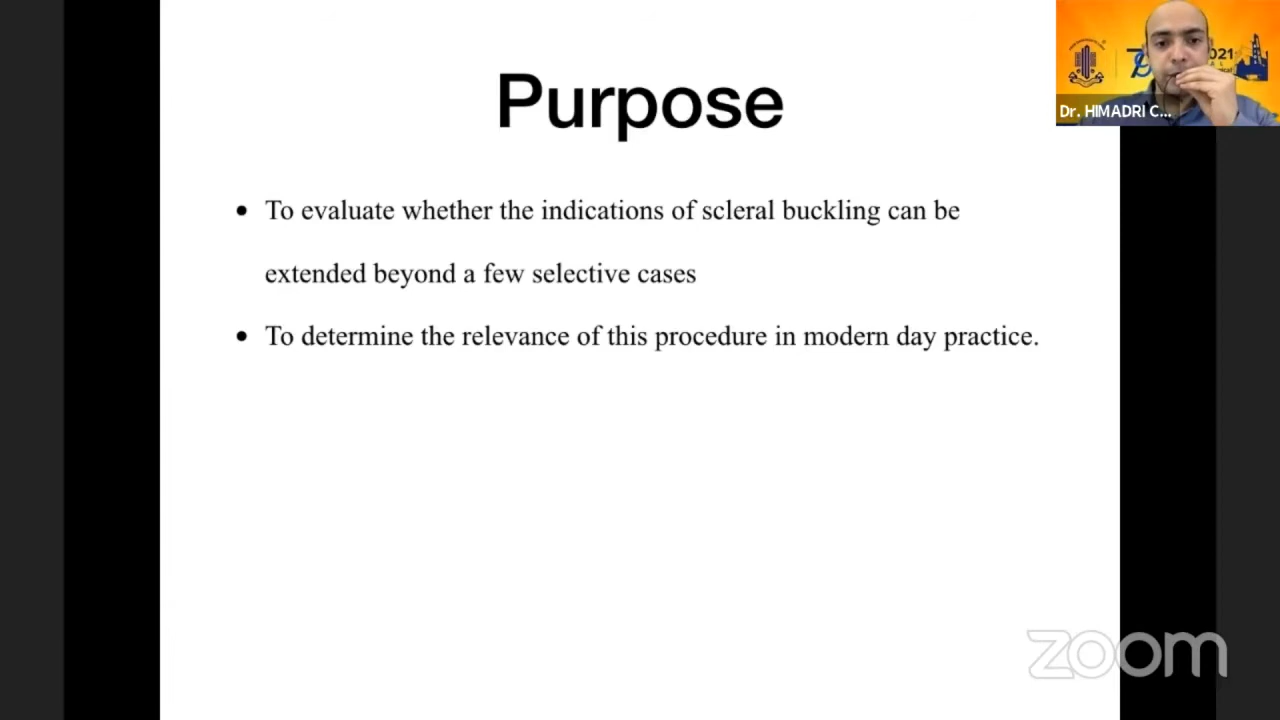 Purpose
• To evaluate whether the indications of scleral buckling can be
extended beyond a few selective cases
• To determine the relevance of this procedure in modern day practice.
021
Dr. HIMADRI C...
zoom